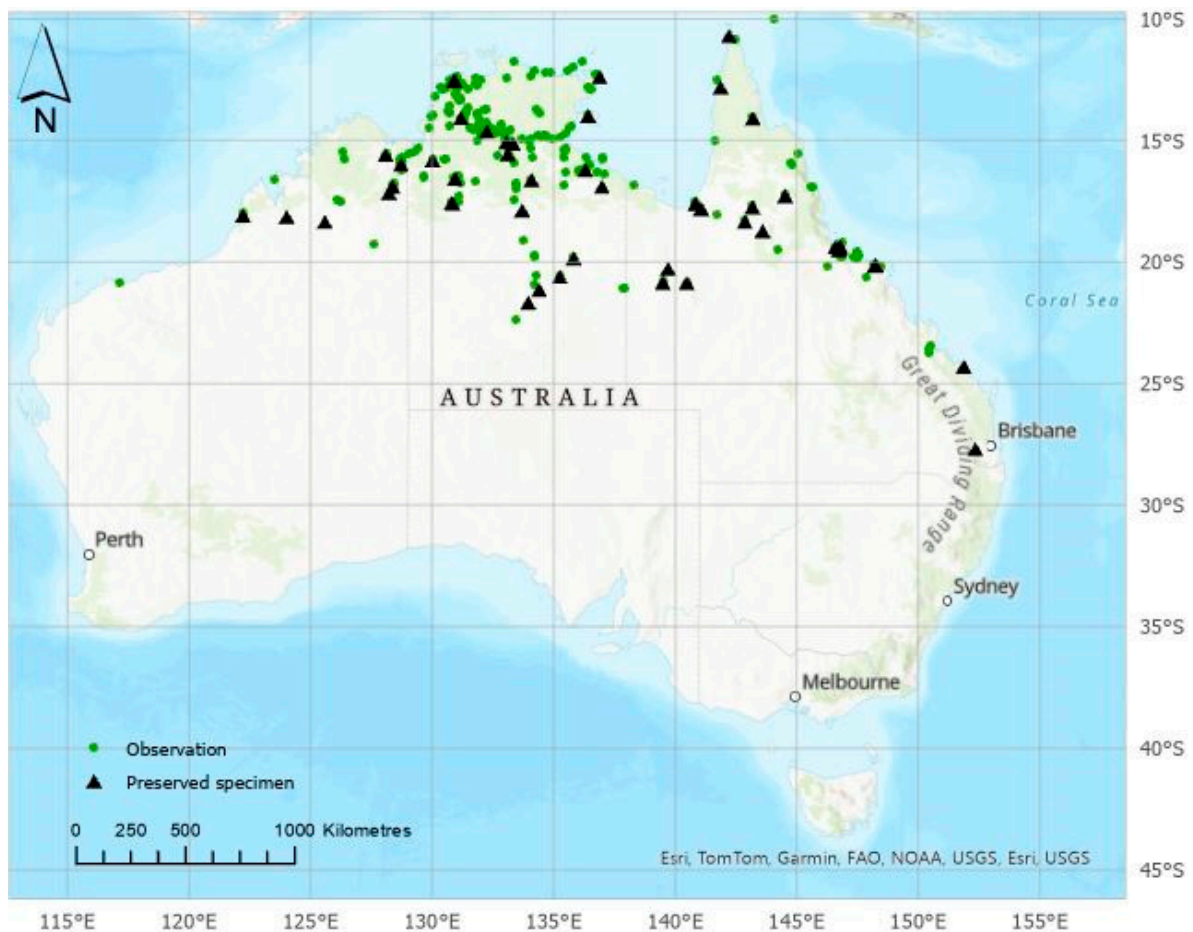 10°S
N
15°S
20°S
Coral Sea
25°S
AUSTRALIA
Great Dividing Range
Brisbane
30°S
Perth
Sydney
35°S
Melbourne
Observation
40°S
Preserved specimen
0 250 500 1000 Kilometres
Esri, TomTom, Garmin, FAO, NOAA, USGS, Esri, USGS
45°S
115°E 120°E 125°E 130°E 135°E 140°E 145°E 150°E 155°E